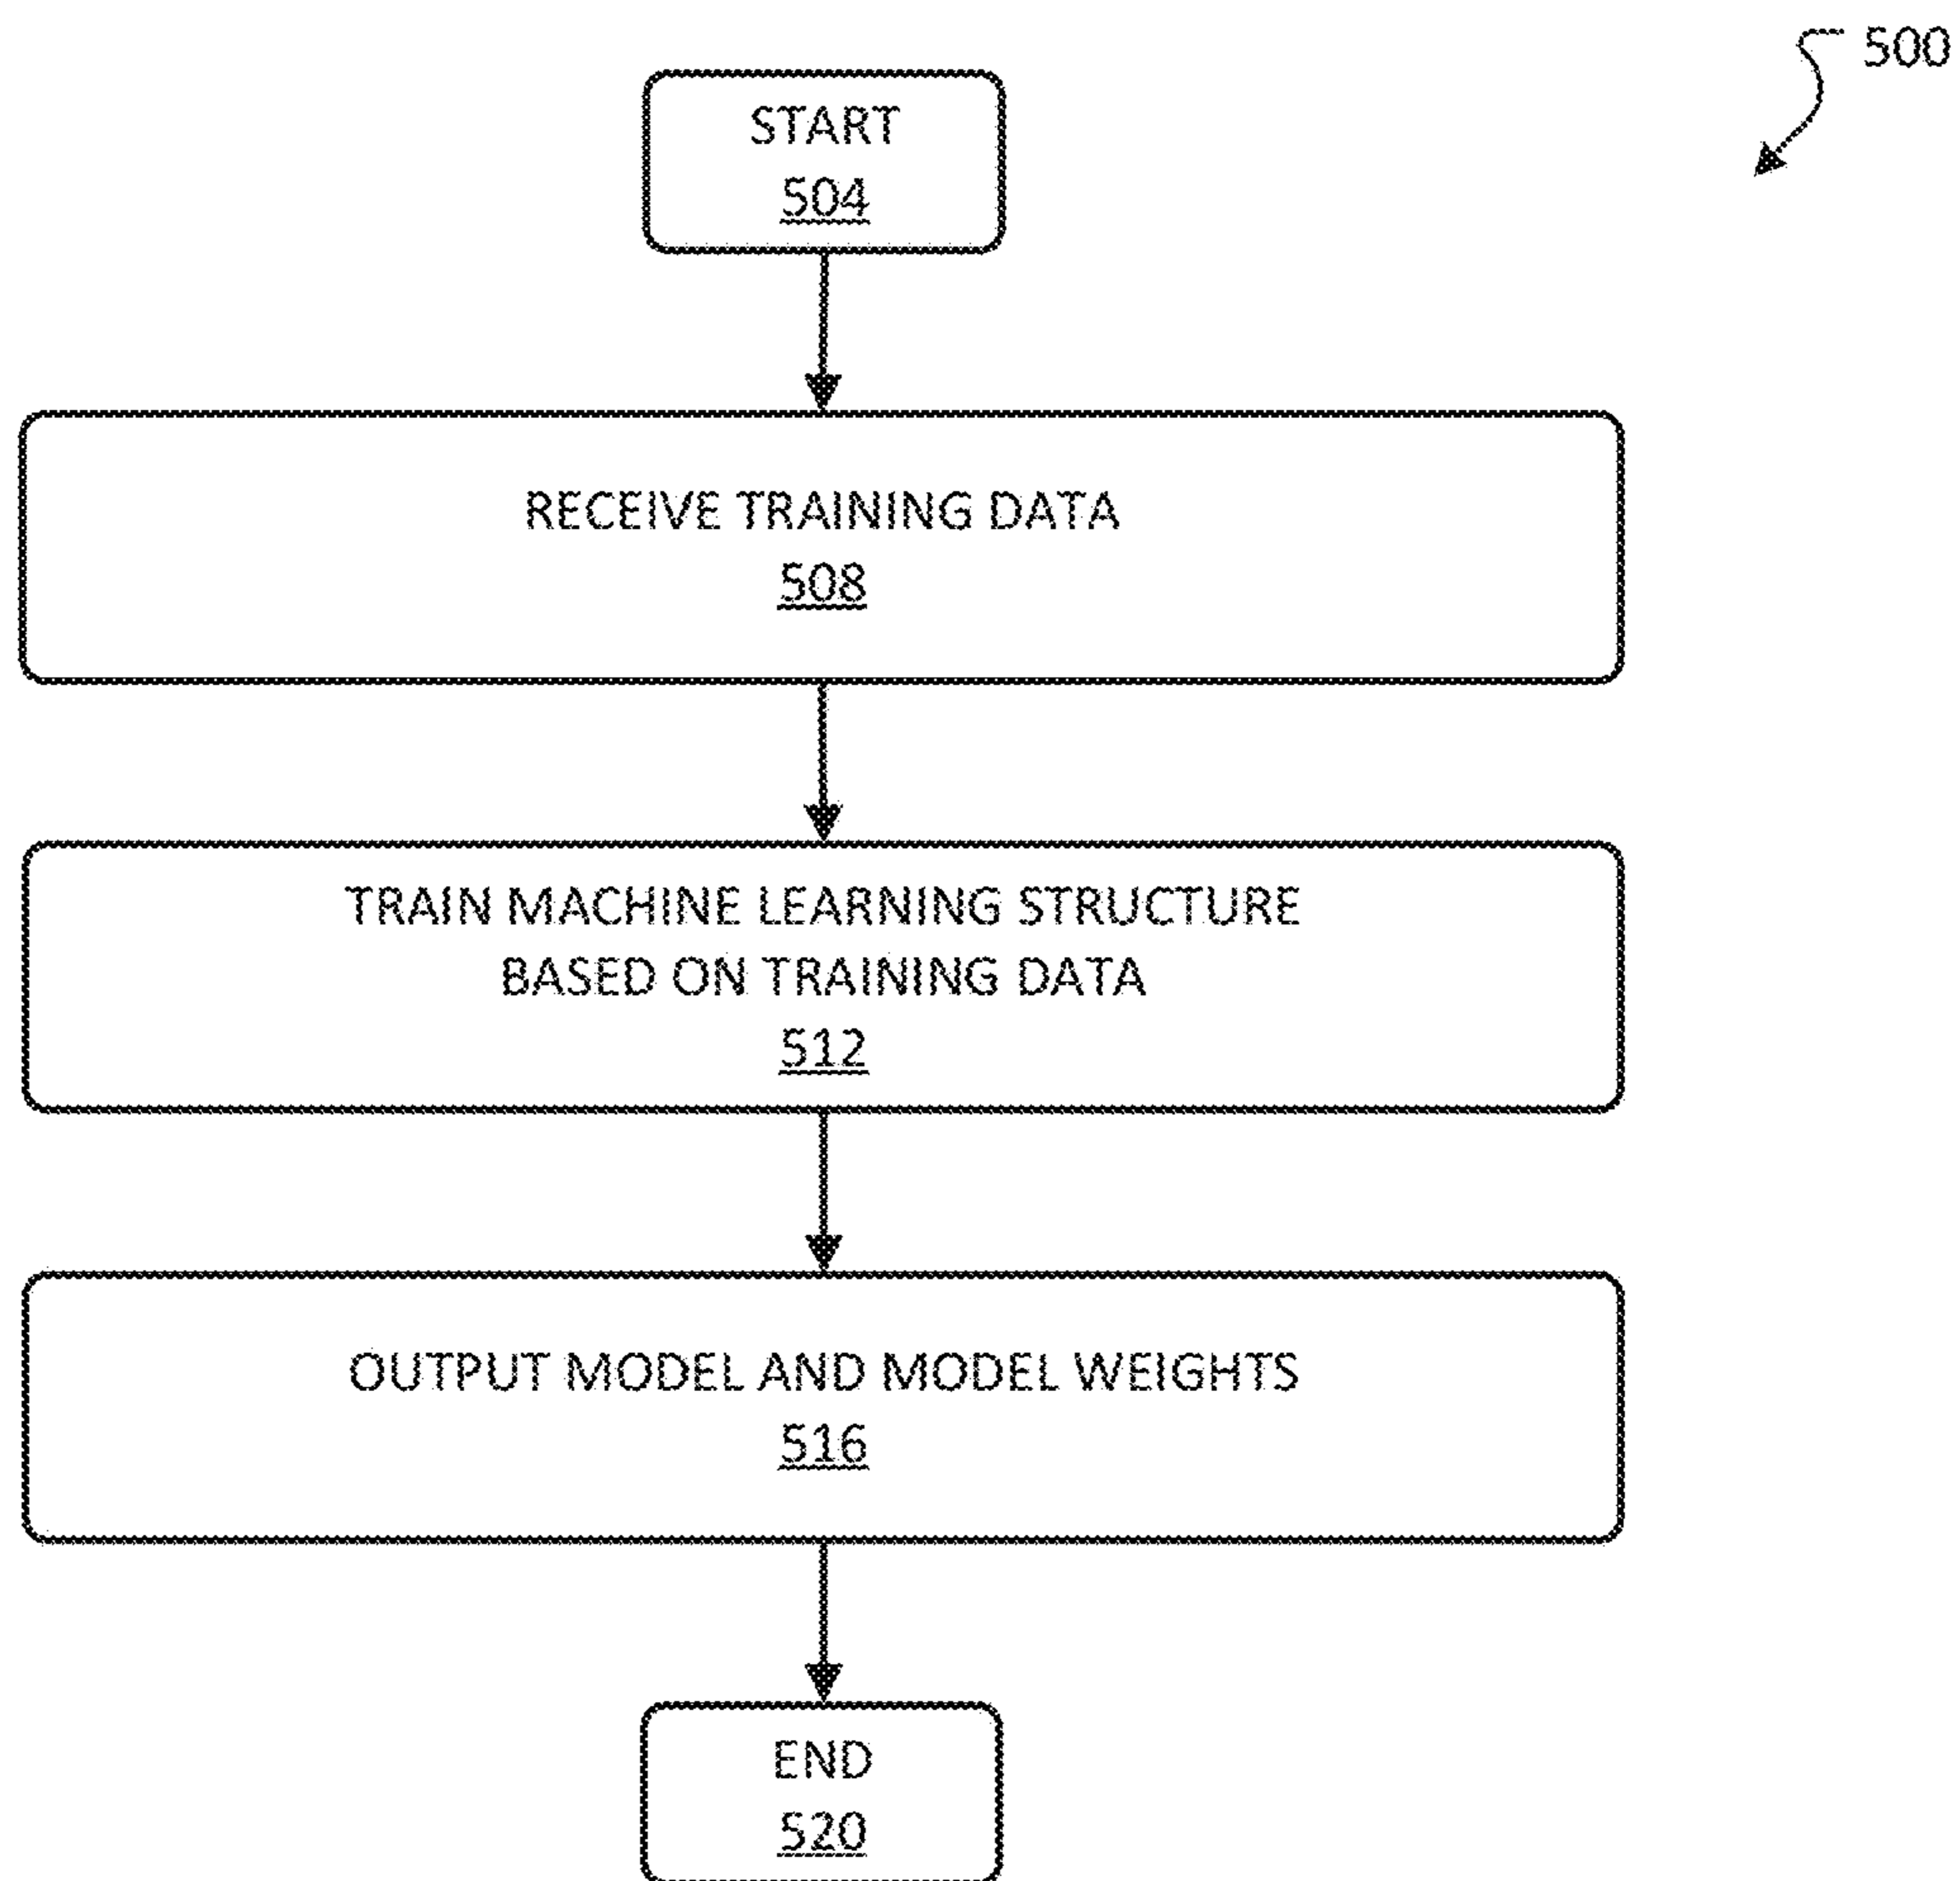 500
START
504
RECEIVE TRAINING DATA
508
TRAIN MACHINE LEARNING STRUCTURE
BASED ON TRAINING DATA
512
OUTPUT MODEL AND MODEL WEIGHTS
516
END
520